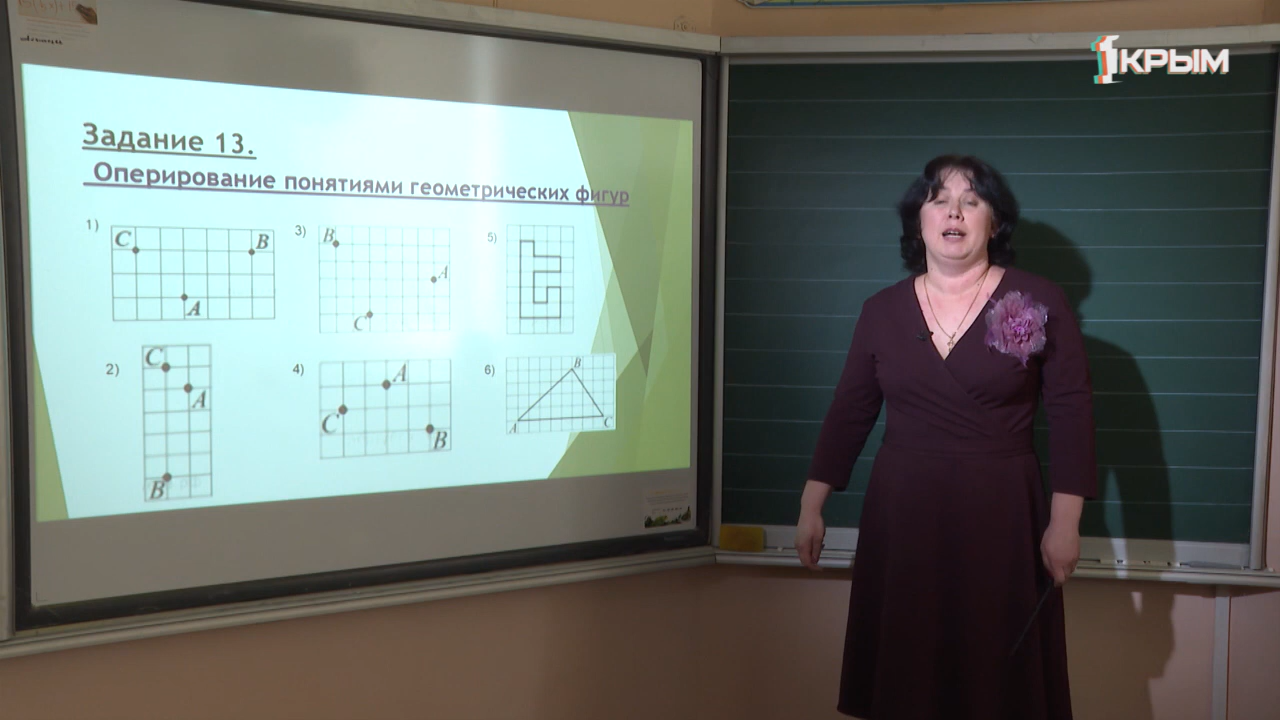 1КРЫМ
Задание 13.
Оперирование понятиями геометрических фигур
1)
C
B
A
3)
B
A
C
5)
2)
C
A
B
4)
A
C
B
6)
B
A
C